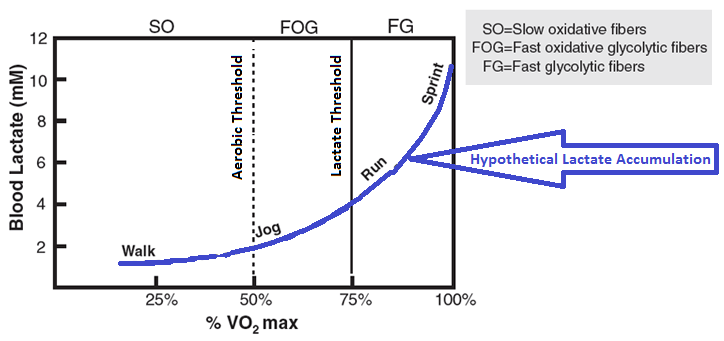 SO FOG FG
SO=Slow oxidative fibers
FOG=Fast oxidative glycolytic fibers
FG=Fast glycolytic fibers
Blood Lactate (mM)
12
10
8
6
4
2
Aerobic Threshold
Lactate Threshold
Walk
Jog
Run
Sprint
Hypothetical Lactate Accumulation
25% 50% 75% 100%
% VO₂ max